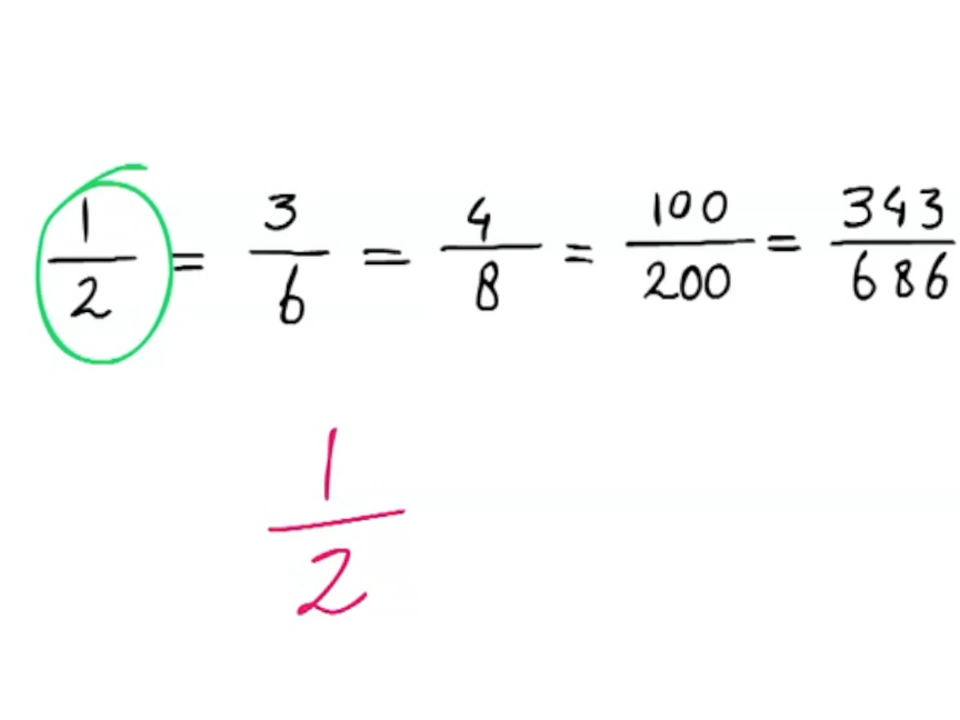 1/2 = 3/6 = 4/8 = 100/200 = 343/686
1/2